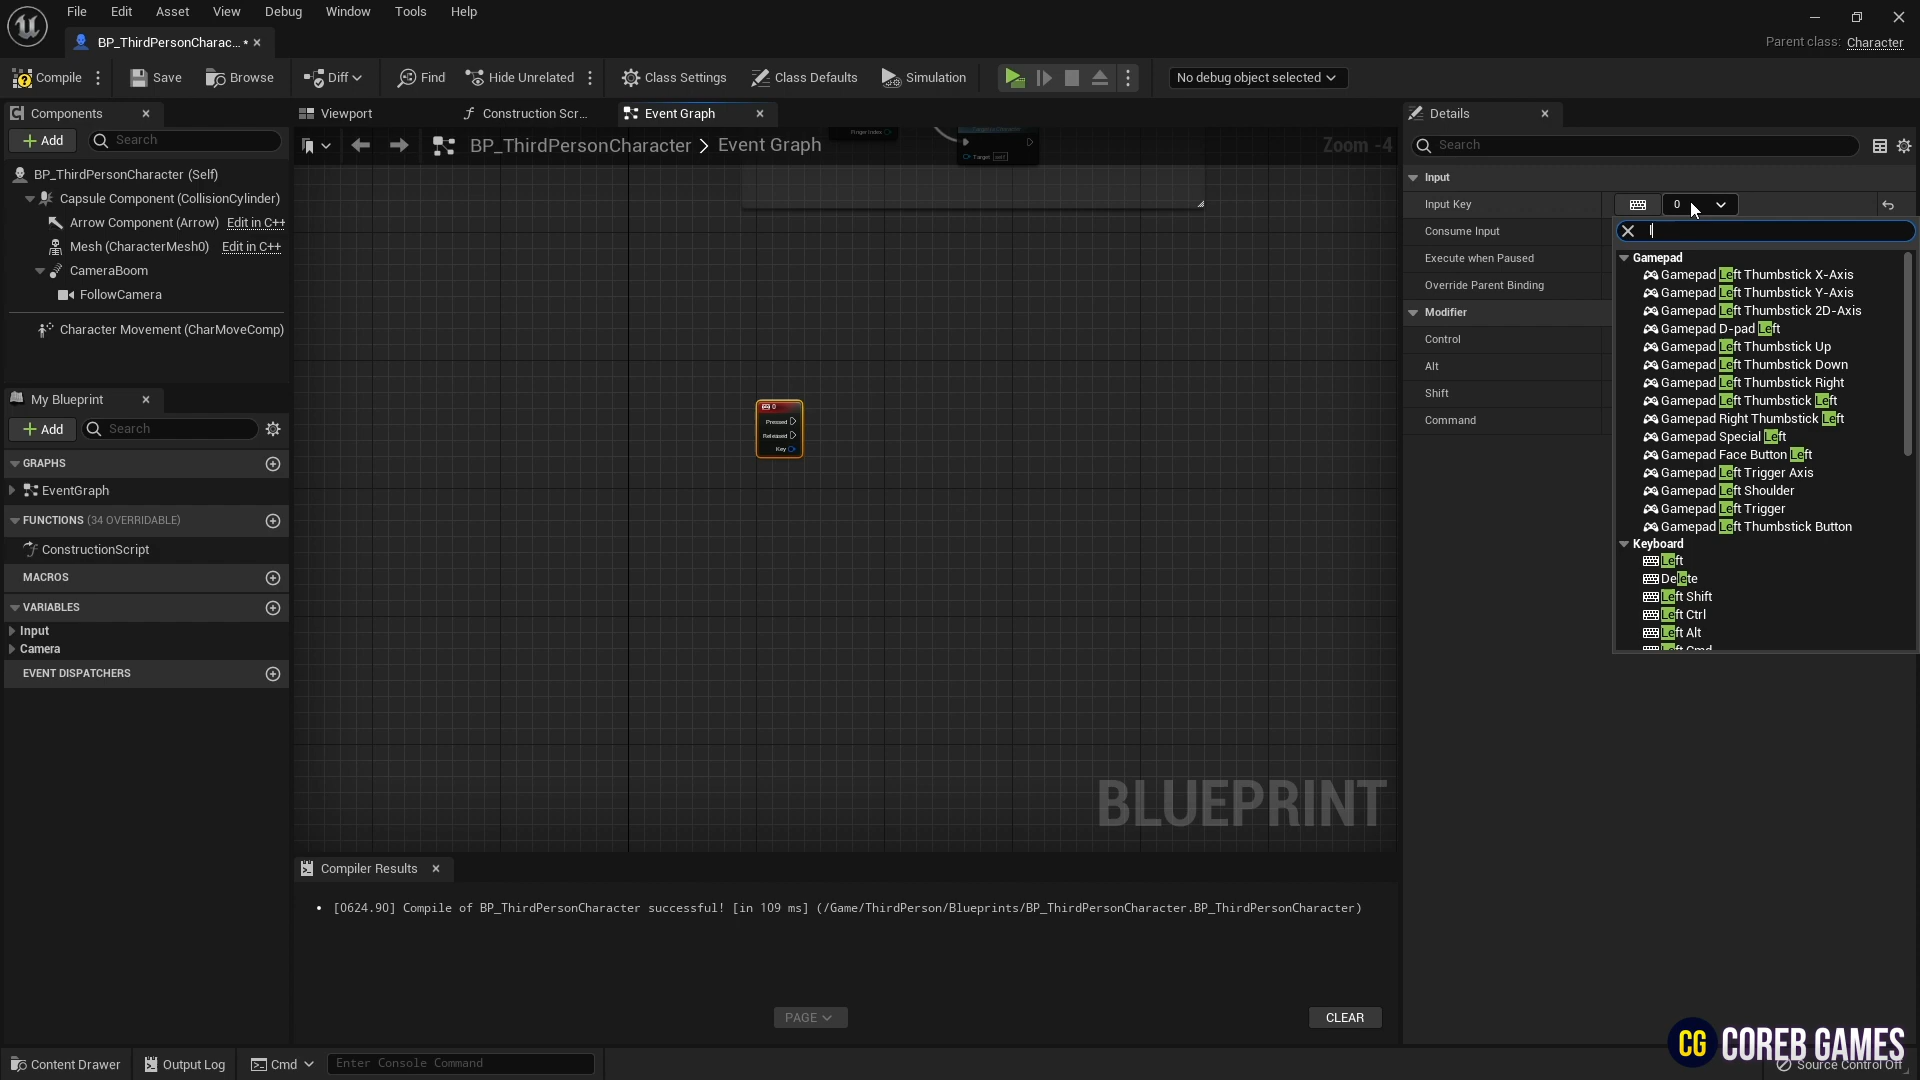 File Edit Asset View Debug Window Tools Help
BP_ThirdPersonCharac... •
Parent class: Character
Compile Save Browse Diff Find Hide Unrelated Class Settings Class Defaults Simulation No debug object selected
Components
Viewport
Construction Scr...
Event Graph
Details
Add Search
BP_ThirdPersonCharacter > Event Graph
Zoom -4
Search
BP_ThirdPersonCharacter (Self)
Capsule Component (CollisionCylinder)
Arrow Component (Arrow) Edit in C++
Mesh (CharacterMesh0) Edit in C++
CameraBoom
FollowCamera
Character Movement (CharMoveComp)
My Blueprint
Add Search
GRAPHS
EventGraph
FUNCTIONS (34 OVERRIDABLE)
ConstructionScript
MACROS
VARIABLES
Input
Camera
EVENT DISPATCHERS
Finger Index
Target self
0
Pressed
Released
Key
BLUEPRINT
Input
Input Key 0
Consume Input
Execute when Paused
Override Parent Binding
Modifier
Control
Alt
Shift
Command
l
Gamepad
Gamepad Left Thumbstick X-Axis
Gamepad Left Thumbstick Y-Axis
Gamepad Left Thumbstick 2D-Axis
Gamepad D-pad Left
Gamepad Left Thumbstick Up
Gamepad Left Thumbstick Down
Gamepad Left Thumbstick Right
Gamepad Left Thumbstick Left
Gamepad Right Thumbstick Left
Gamepad Special Left
Gamepad Face Button Left
Gamepad Left Trigger Axis
Gamepad Left Shoulder
Gamepad Left Trigger
Gamepad Left Thumbstick Button
Keyboard
Left
Delete
Left Shift
Left Ctrl
Left Alt
Left Cmd
Compiler Results
• [0624.90] Compile of BP_ThirdPersonCharacter successful! [in 109 ms] (/Game/ThirdPerson/Blueprints/BP_ThirdPersonCharacter.BP_ThirdPersonCharacter)
PAGE
CLEAR
CG COREB GAMES
Content Drawer Output Log Cmd Enter Console Command
Source Control Off